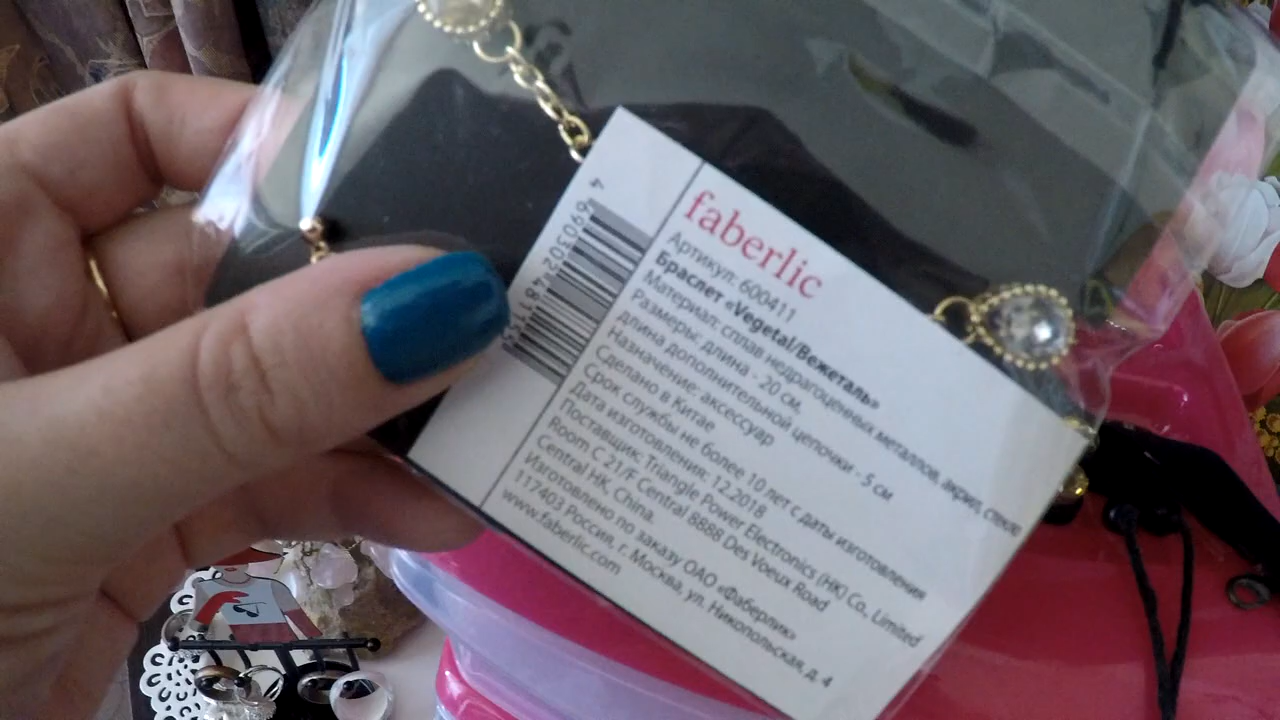 faberlic
Артикул: 600411
Браслет «Vegetal/Вежеталь»
Материал: сплав недрагоценных металлов, акрил, стекло
Размеры: длина - 20 см,
длина дополнительной цепочки - 5 см
Назначение: аксессуар
Сделано в Китае
Срок службы не более 10 лет с даты изготовления
Дата изготовления: 12.2018
Поставщик: Triangle Power Electronics (HK) Co., Limited
Room C 21/F Central 8888 Des Voeux Road
Central HK, China.
Изготовлено по заказу ОАО «Фаберлик»
117403 Россия, г. Москва, ул. Никопольская, д. 4
www.faberlic.com